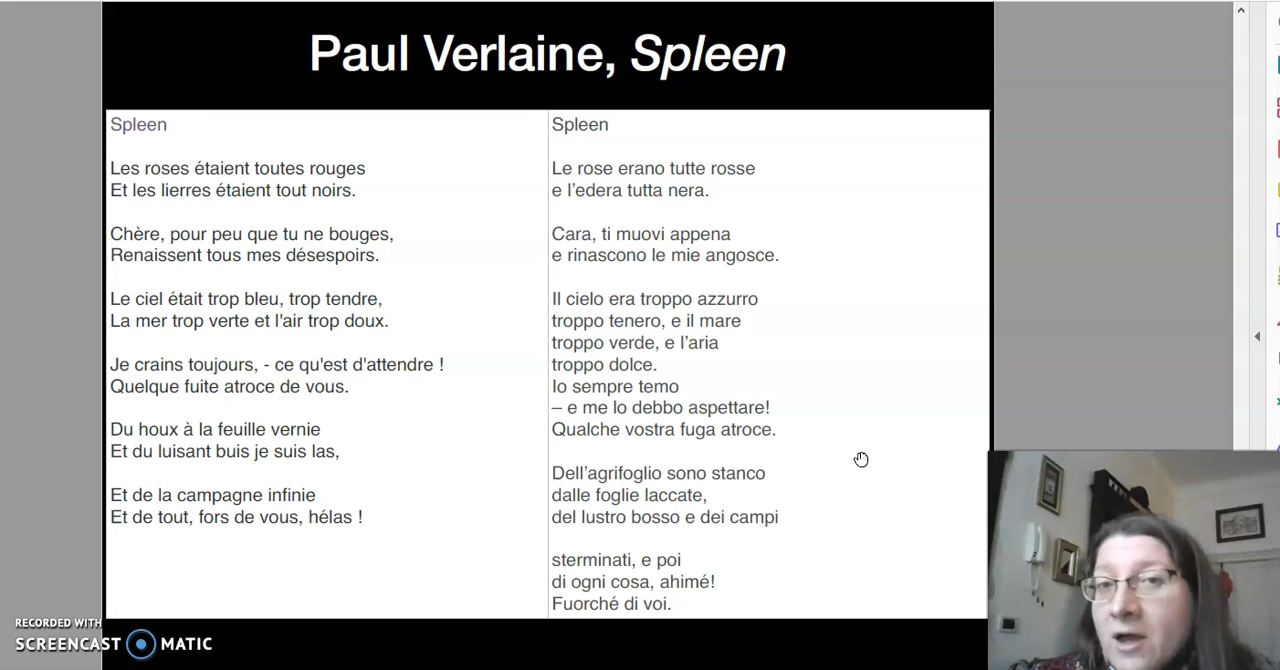 Paul Verlaine, Spleen
Spleen
Les roses étaient toutes rouges
Et les lierres étaient tout noirs.
Chère, pour peu que tu ne bouges,
Renaissent tous mes désespoirs.
Le ciel était trop bleu, trop tendre,
La mer trop verte et l'air trop doux.
Je crains toujours, - ce qu'est d'attendre !
Quelque fuite atroce de vous.
Du houx à la feuille vernie
Et du luisant buis je suis las,
Et de la campagne infinie
Et de tout, fors de vous, hélas !
Spleen
Le rose erano tutte rosse
e l’edera tutta nera.
Cara, ti muovi appena
e rinascono le mie angosce.
Il cielo era troppo azzurro
troppo tenero, e il mare
troppo verde, e l’aria
troppo dolce.
Io sempre temo
– e me lo debbo aspettare!
Qualche vostra fuga atroce.
Dell’agrifoglio sono stanco
dalle foglie laccate,
del lustro bosso e dei campi
sterminati, e poi
di ogni cosa, ahimé!
Fuorché di voi.
RECORDED WITH
SCREENCAST MATIC